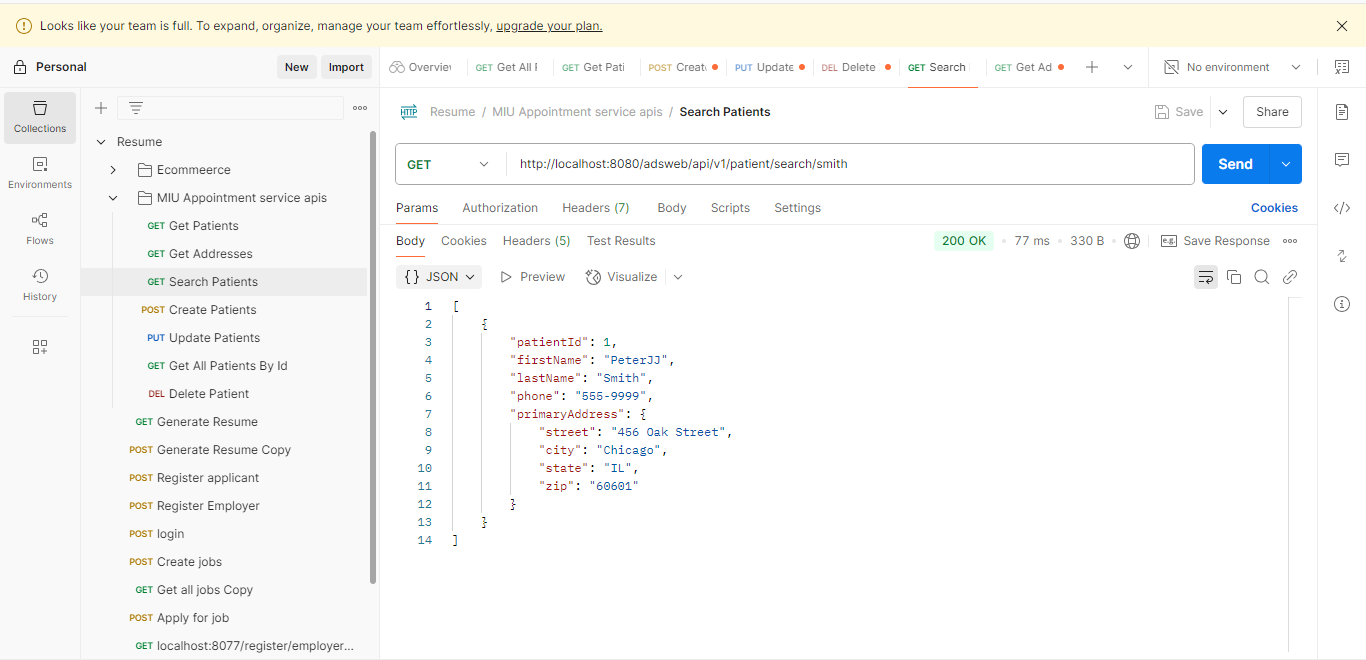 Looks like your team is full. To expand, organize, manage your team effortlessly, upgrade your plan.
Personal
New
Import
Overview
GET Get All F
GET Get Pati
POST Creat
PUT Update
DEL Delete
GET Search
GET Get Ad
No environment
Collections
Environments
Flows
History
Resume
Ecommeerce
MIU Appointment service apis
GET Get Patients
GET Get Addresses
GET Search Patients
POST Create Patients
PUT Update Patients
GET Get All Patients By Id
DEL Delete Patient
GET Generate Resume
POST Generate Resume Copy
POST Register applicant
POST Register Employer
POST login
POST Create jobs
GET Get all jobs Copy
POST Apply for job
GET localhost:8077/register/employer...
HTTP Resume / MIU Appointment service apis / Search Patients
Save
Share
GET http://localhost:8080/adsweb/api/v1/patient/search/smith
Send
Params Authorization Headers (7) Body Scripts Settings
Cookies
Body Cookies Headers (5) Test Results
200 OK • 77 ms • 330 B •
e.g. Save Response
{} JSON Preview Visualize
1 [
2 {
3 "patientId": 1,
4 "firstName": "PeterJJ",
5 "lastName": "Smith",
6 "phone": "555-9999",
7 "primaryAddress": {
8 "street": "456 Oak Street",
9 "city": "Chicago",
10 "state": "IL",
11 "zip": "60601"
12 }
13 }
14 ]